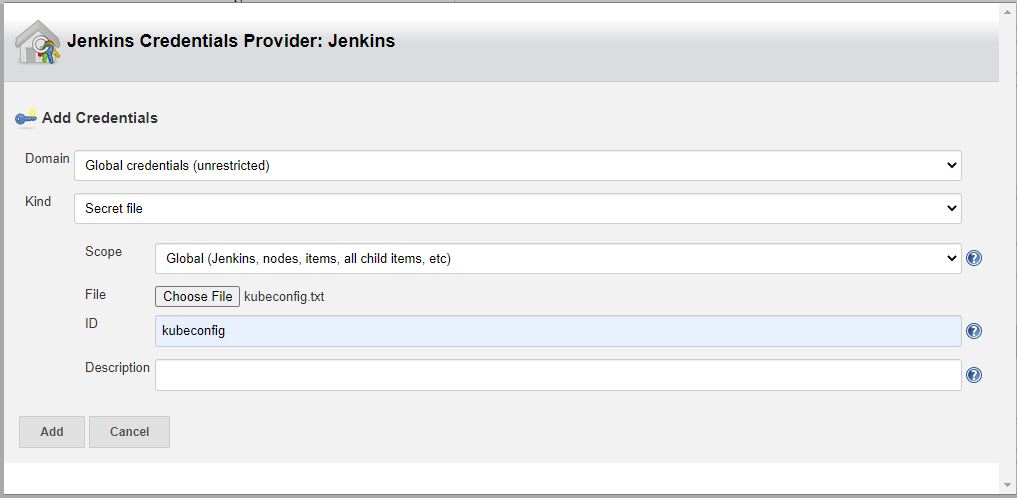 Jenkins Credentials Provider: Jenkins
Add Credentials
Domain Global credentials (unrestricted)
Kind Secret file
Scope Global (Jenkins, nodes, items, all child items, etc)
File Choose File kubeconfig.txt
ID kubeconfig
Description
Add Cancel